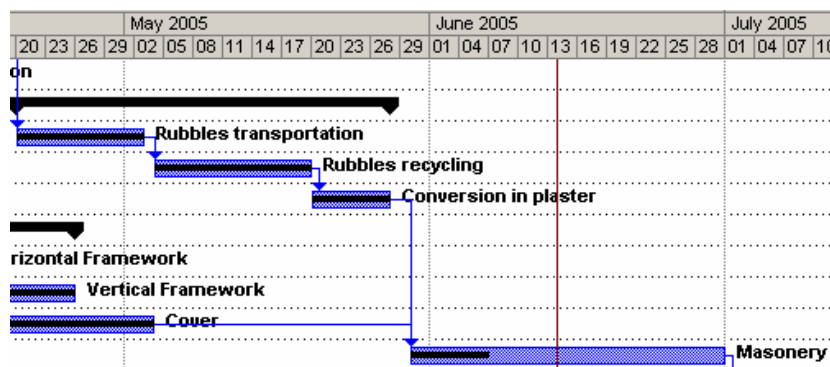 May 2005 June 2005 July 2005
20 23 26 29 02 05 08 11 14 17 20 23 26 29 01 04 07 10 13 16 19 22 25 28 01 04 07
on
Rubbles transportation
Rubbles recycling
Conversion in plaster
rizontal Framework
Vertical Framework
Cover
Masonery